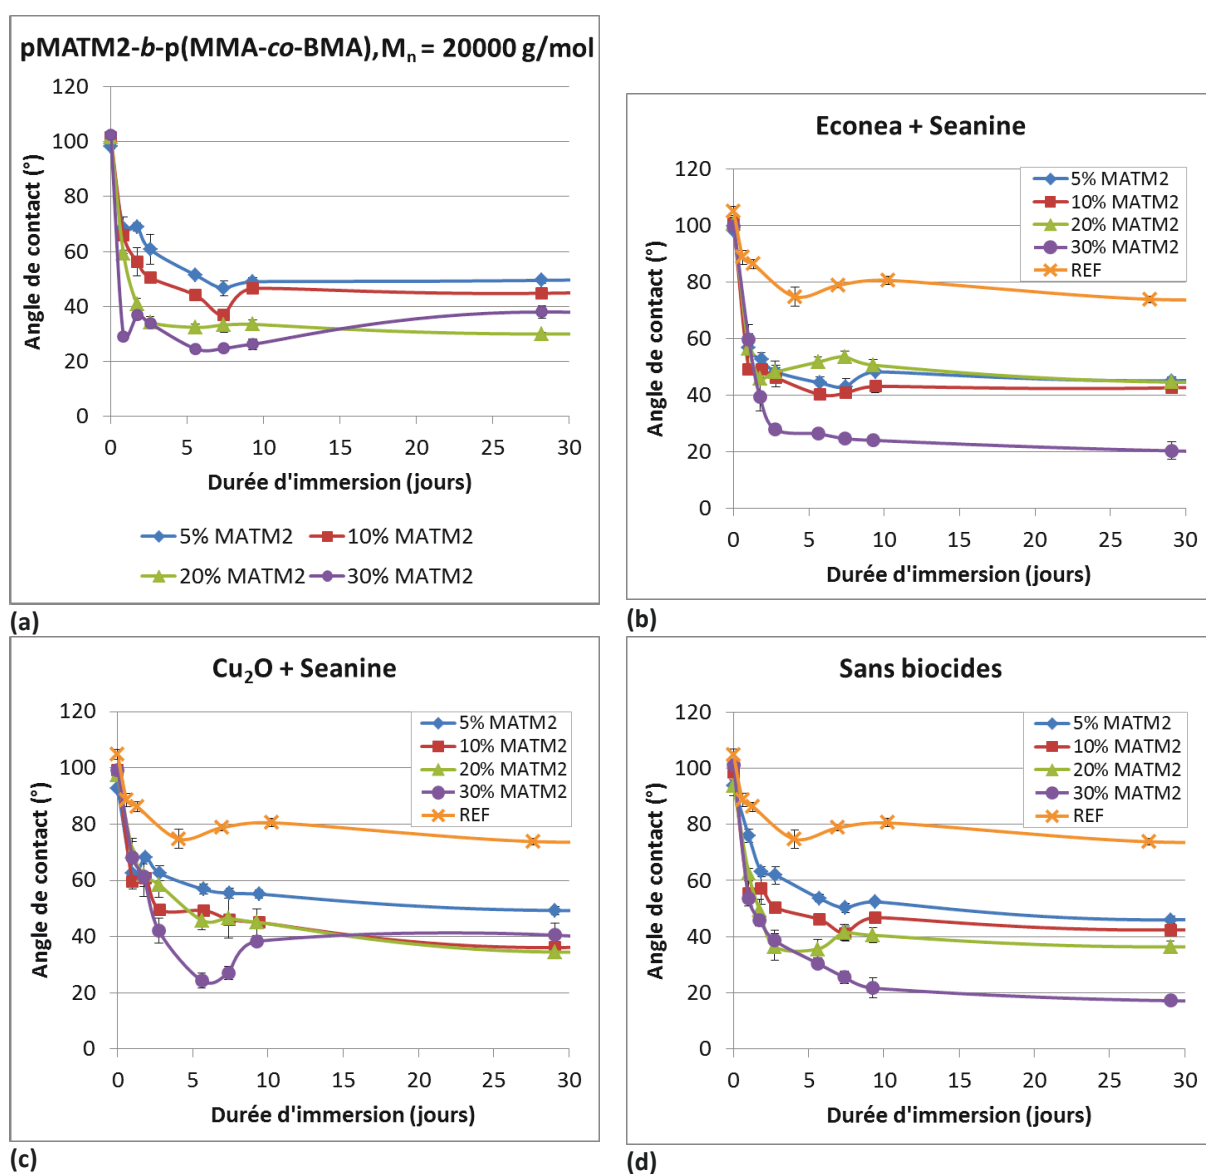 pMATM2-b-p(MMA-co-BMA), Mn = 20000 g/mol
120
100
80
60
40
20
0
Angle de contact (°)
0 5 10 15 20 25 30
Durée d'immersion (jours)
5% MATM2 10% MATM2
20% MATM2 30% MATM2
(a)
Econea + Seanine
120
100
80
60
40
20
0
Angle de contact (°)
5% MATM2
10% MATM2
20% MATM2
30% MATM2
REF
0 5 10 15 20 25 30
Durée d'immersion (jours)
(b)
Cu₂O + Seanine
120
100
80
60
40
20
0
Angle de contact (°)
5% MATM2
10% MATM2
20% MATM2
30% MATM2
REF
0 5 10 15 20 25 30
Durée d'immersion (jours)
(c)
Sans biocides
120
100
80
60
40
20
0
Angle de contact (°)
5% MATM2
10% MATM2
20% MATM2
30% MATM2
REF
0 5 10 15 20 25 30
Durée d'immersion (jours)
(d)